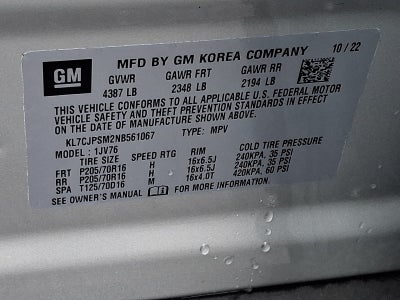 GM
MFD BY GM KOREA COMPANY 10 / 22
GVWR GAWR FRT GAWR RR
4387 LB 2348 LB 2194 LB
THIS VEHICLE CONFORMS TO ALL APPLICABLE U.S. FEDERAL MOTOR
VEHICLE SAFETY AND THEFT PREVENTION STANDARDS IN EFFECT
ON THE DATE OF MANUFACTURE SHOWN ABOVE.
KL7CJPSM2NB561067 TYPE: MPV
MODEL: 1JV76
TIRE SIZE SPEED RTG RIM COLD TIRE PRESSURE
FRT P205/70R16 H 16x6.5J 240KPA, 35 PSI
RR P205/70R16 H 16x6.5J 240KPA, 35 PSI
SPA T125/70D16 M 16x4.0T 420KPA, 60 PSI
SEE OWNER'S MANUAL FOR MORE INFORMATION